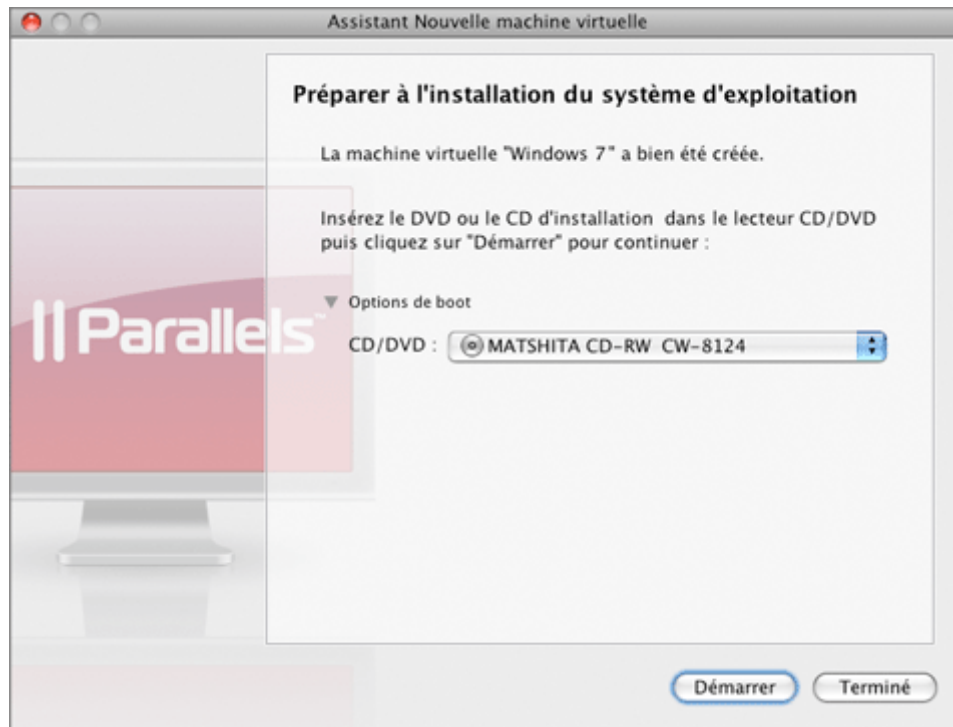 Assistant Nouvelle machine virtuelle
Préparer à l'installation du système d'exploitation
La machine virtuelle "Windows 7" a bien été créée.
Insérez le DVD ou le CD d'installation dans le lecteur CD/DVD
puis cliquez sur "Démarrer" pour continuer :
Options de boot
CD/DVD : MATSHITA CD-RW CW-8124
Parallels™
Démarrer Terminé